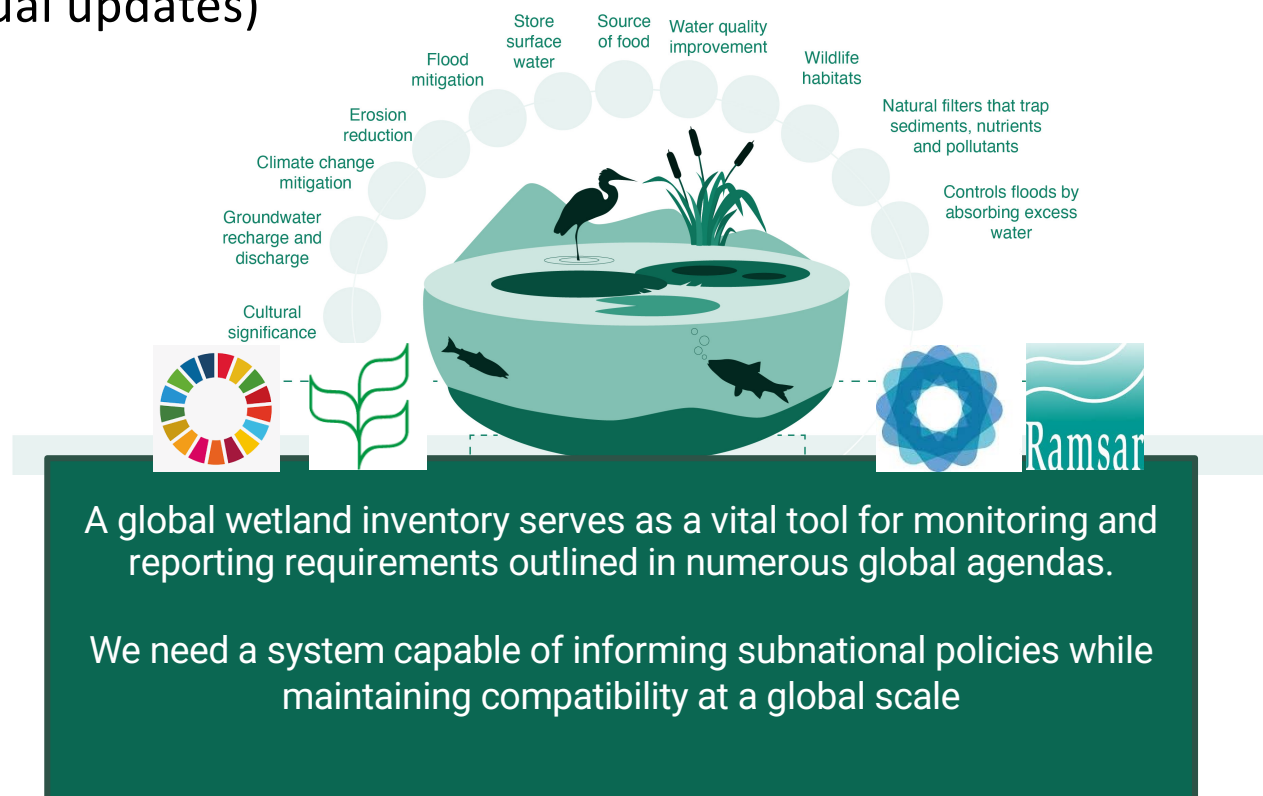 ual updates)
Store
surface
water
Source
of food
Water quality
improvement
Flood
mitigation
Wildlife
habitats
Erosion
reduction
Natural filters that trap
sediments, nutrients
and pollutants
Climate change
mitigation
Controls floods by
absorbing excess
water
Groundwater
recharge and
discharge
Cultural
significance
Ramsar
A global wetland inventory serves as a vital tool for monitoring and
reporting requirements outlined in numerous global agendas.
We need a system capable of informing subnational policies while
maintaining compatibility at a global scale